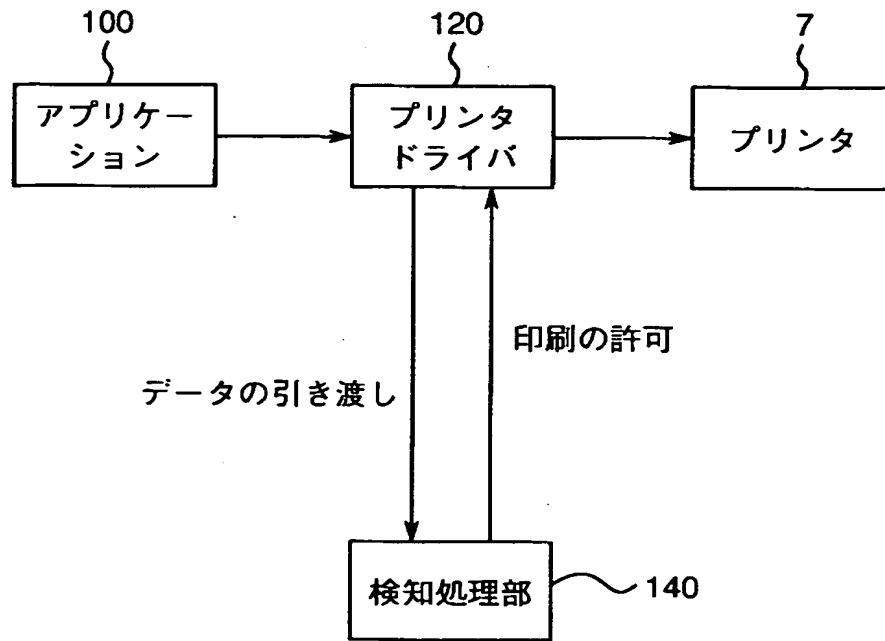 100
120
7
アプリケー
ション
プリンタ
ドライバ
プリンタ
印刷の許可
データの引き渡し
検知処理部
140